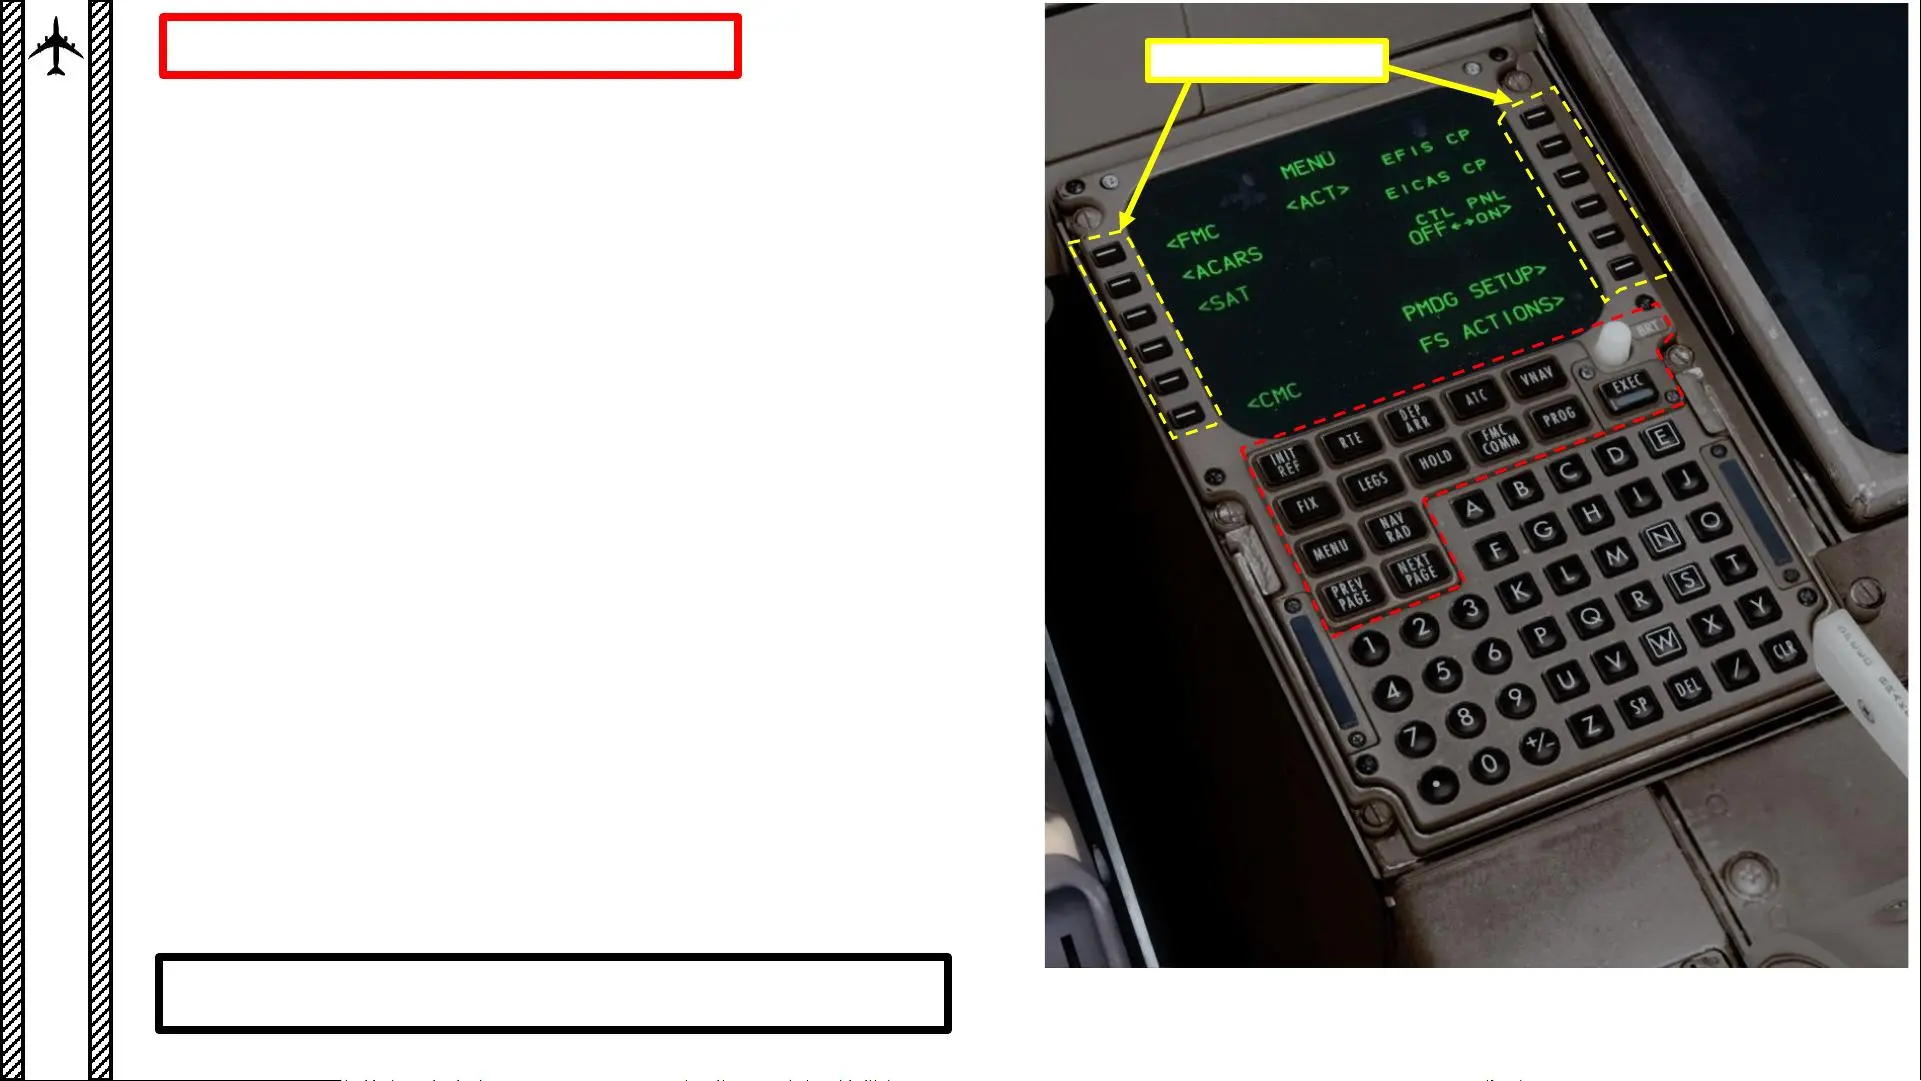 MENU
EFIS CP
<ACT>
EICAS CP
<FMC
CTL PNL
OFF←→ON>
<ACARS
<SAT
PMDG SETUP>
FS ACTIONS>
<CMC
BRT
INIT REF
RTE
DEP ARR
ATC
VNAV
EXEC
FIX
LEGS
HOLD
FMC COMM
PROG
MENU
NAV RAD
PREV PAGE
NEXT PAGE
A B C D E
F G H I J
K L M N O
P Q R S T
U V W X Y
Z SP DEL / CLR
1 2 3
4 5 6
7 8 9
. 0 +/-